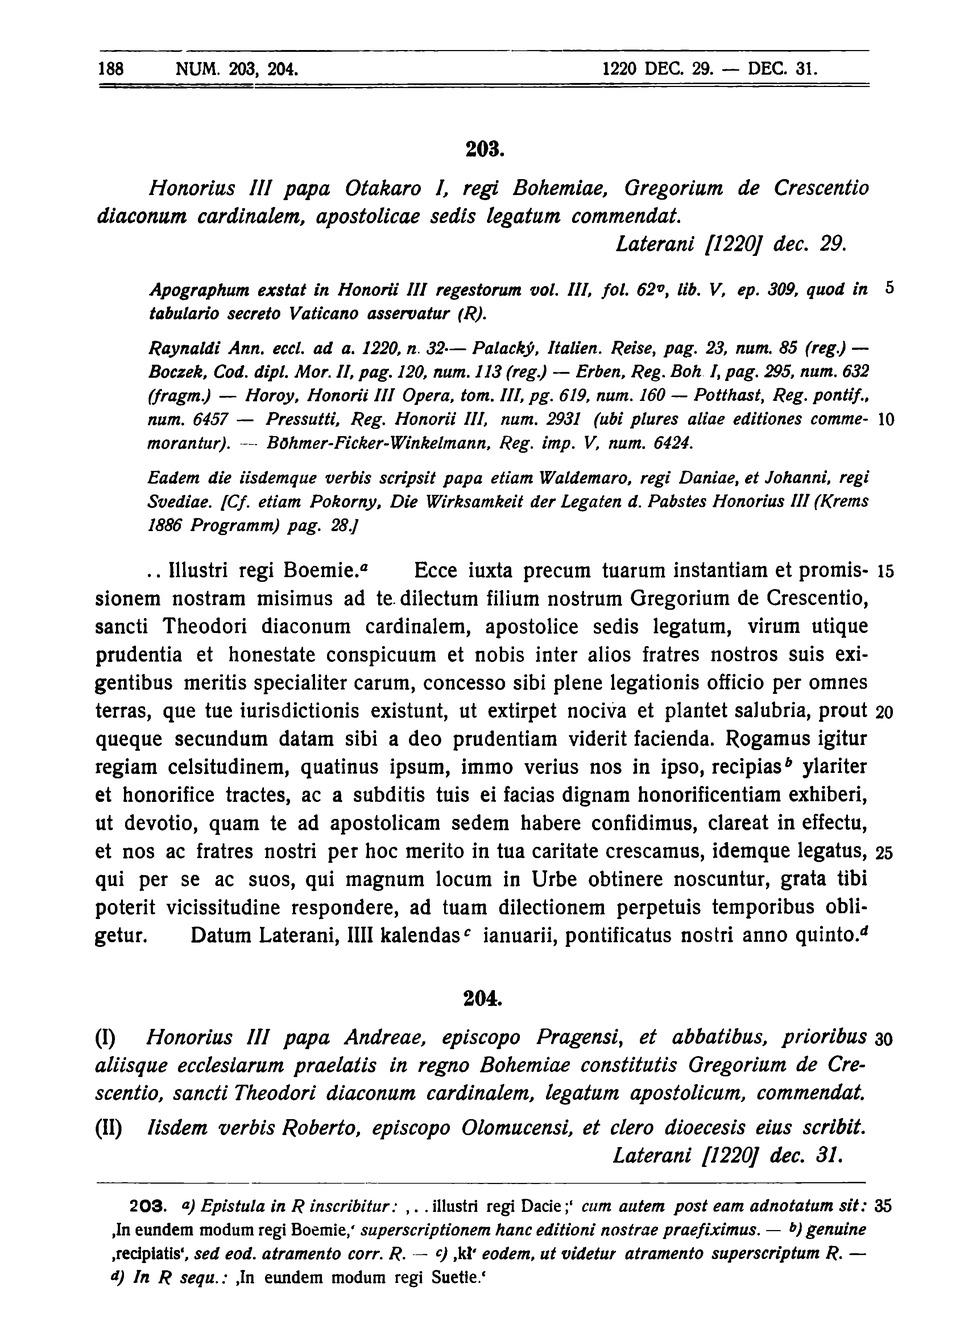 188 NUM. 203, 204. 1220 DEC. 29. — DEC. 31.
203.
Honorius III papa Otakaro I, regi Bohemiae, Gregorium de Crescentio
diaconum cardinalem, apostolicae sedis legatum commendat.
Laterani [1220] dec. 29.
Apographum exstat in Honorii III regestorum vol. III, fol. 62v, lib. V, ep. 309, quod in 5
tabulario secreto Vaticano asservatur (R).
Raynaldi Ann. eccl. ad a. 1220, n. 32·— Palacký, Italien. Reise, pag. 23, num. 85 (reg.) —
Boczek, Cod. dipl. Mor. II, pag. 120, num. 113 (reg.) — Erben, Reg. Boh I, pag. 295, num. 632
(fragm.) — Horoy, Honorii III Opera, tom. III, pg. 619, num. 160 — Potthast, Reg. pontif.,
num. 6457 — Pressutti, Reg. Honorii III, num. 2931 (ubi plures aliae editiones comme- 10
morantur). — Böhmer-Ficker-Winkelmann, Reg. imp. V, num. 6424.
Eadem die iisdemque verbis scripsit papa etiam Waldemaro, regi Daniae, et Johanni, regi
Svediae. [Cf. etiam Pokorny, Die Wirksamkeit der Legaten d. Pabstes Honorius III (Krems
1886 Programm) pag. 28.]
. . Illustri regi Boemie.a Ecce iuxta precum tuarum instantiam et promis- 15
sionem nostram misimus ad te dilectum filium nostrum Gregorium de Crescentio,
sancti Theodori diaconum cardinalem, apostolice sedis legatum, virum utique
prudentia et honestate conspicuum et nobis inter alios fratres nostros suis exi-
gentibus meritis specialiter carum, concesso sibi plene legationis officio per omnes
terras, que tue iurisdictionis existunt, ut extirpet nociva et plantet salubria, prout 20
queque secundum datam sibi a deo prudentiam viderit facienda. Rogamus igitur
regiam celsitudinem, quatinus ipsum, immo verius nos in ipso, recipias b ylariter
et honorifice tractes, ac a subditis tuis ei facias dignam honorificentiam exhiberi,
ut devotio, quam te ad apostolicam sedem habere confidimus, clareat in effectu,
et nos ac fratres nostri per hoc merito in tua caritate crescamus, idemque legatus, 25
qui per se ac suos, qui magnum locum in Urbe obtinere noscuntur, grata tibi
poterit vicissitudine respondere, ad tuam dilectionem perpetuis temporibus obli-
getur. Datum Laterani, IIII kalendas c ianuarii, pontificatus nostri anno quinto.d
204.
(I) Honorius III papa Andreae, episcopo Pragensi, et abbatibus, prioribus 30
aliisque ecclesiarum praelatis in regno Bohemiae constitutis Gregorium de Cre-
scentio, sancti Theodori diaconum cardinalem, legatum apostolicum, commendat.
(II) Iisdem verbis Roberto, episcopo Olomucensi, et clero dioecesis eius scribit.
Laterani [1220] dec. 31.
203. a) Epistula in R inscribitur: ‚. . illustri regi Dacie;‘ cum autem post eam adnotatum sit: 35
‚In eundem modum regi Boemie,‘ superscriptionem hanc editioni nostrae praefiximus. — b) genuine
‚recipiatis‘, sed eod. atramento corr. R. — c) ‚kł‘ eodem, ut videtur atramento superscriptum R. —
d) In R sequ.: ‚In eundem modum regi Suetie.‘